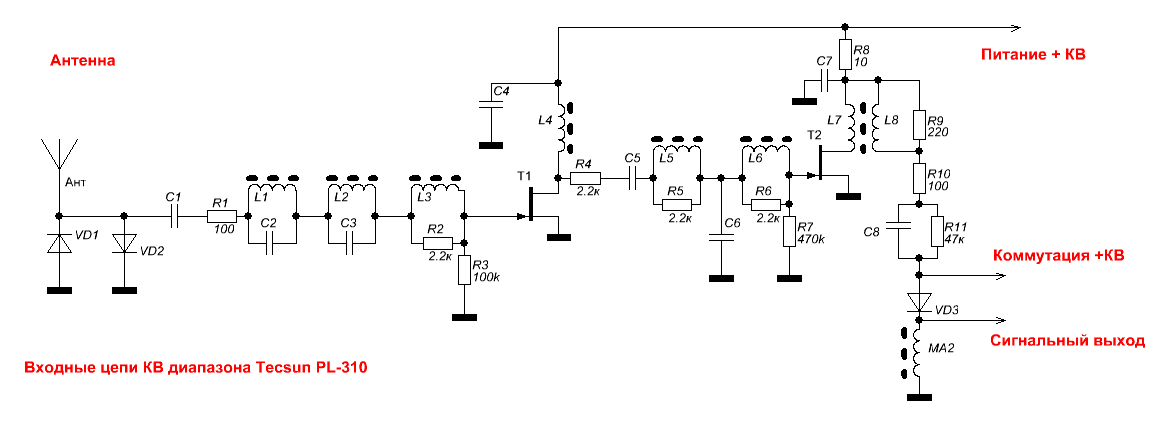 Антенна
Питание + КВ
R8
10
C7
C4
L4
L7
L8
R9
220
T2
Ант
C1
R1
100
L1
C2
L2
C3
L3
R2
2.2к
R3
100k
T1
R4
2.2к
C5
L5
R5
2.2к
C6
L6
R6
2.2к
R7
470k
R10
100
C8
R11
47к
VD1
VD2
Коммутация +КВ
VD3
Сигнальный выход
MA2
Входные цепи КВ диапазона Tecsun PL-310